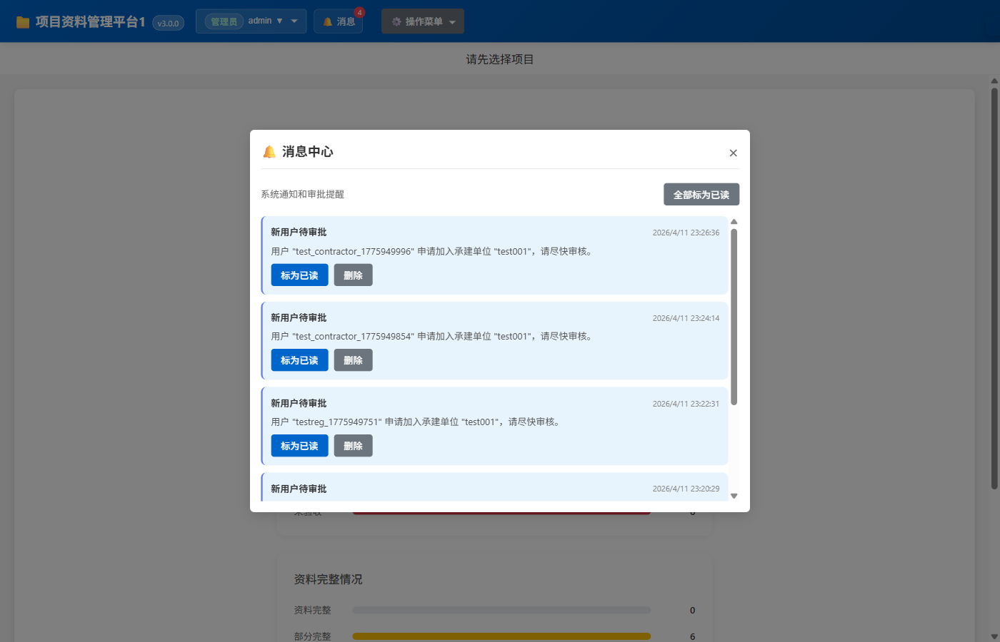 项目资料管理平台1
v3.0.0
管理员 admin ▼
消息
4
操作菜单
请先选择项目
消息中心
×
系统通知和审批提醒
全部标为已读
新用户待审批
2026/4/11 23:26:36
用户 "test_contractor_1775949996" 申请加入承建单位 "test001"，请尽快审核。
标为已读
删除
新用户待审批
2026/4/11 23:24:14
用户 "test_contractor_1775949854" 申请加入承建单位 "test001"，请尽快审核。
标为已读
删除
新用户待审批
2026/4/11 23:22:31
用户 "testreg_1775949751" 申请加入承建单位 "test001"，请尽快审核。
标为已读
删除
新用户待审批
2026/4/11 23:20:29
资料完整情况
资料完整
0
部分完整
6